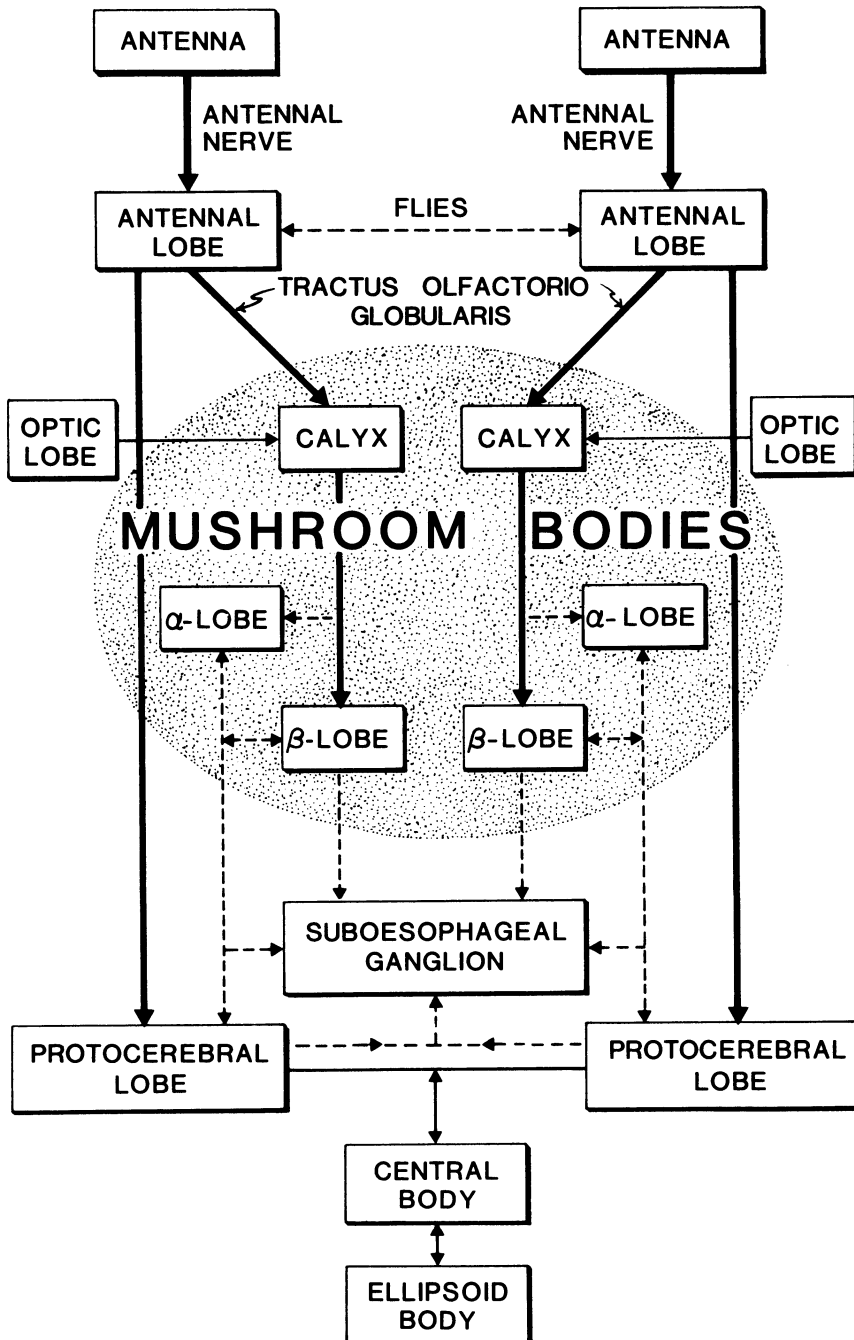 ANTENNA
ANTENNA
ANTENNAL
NERVE
ANTENNAL
NERVE
ANTENNAL
LOBE
FLIES
ANTENNAL
LOBE
TRACTUS OLFACTORIO
GLOBULARIS
OPTIC
LOBE
CALYX
CALYX
OPTIC
LOBE
MUSHROOM BODIES
α-LOBE
α-LOBE
β-LOBE
β-LOBE
SUBOESOPHAGEAL
GANGLION
PROTOCEREBRAL
LOBE
PROTOCEREBRAL
LOBE
CENTRAL
BODY
ELLIPSOID
BODY